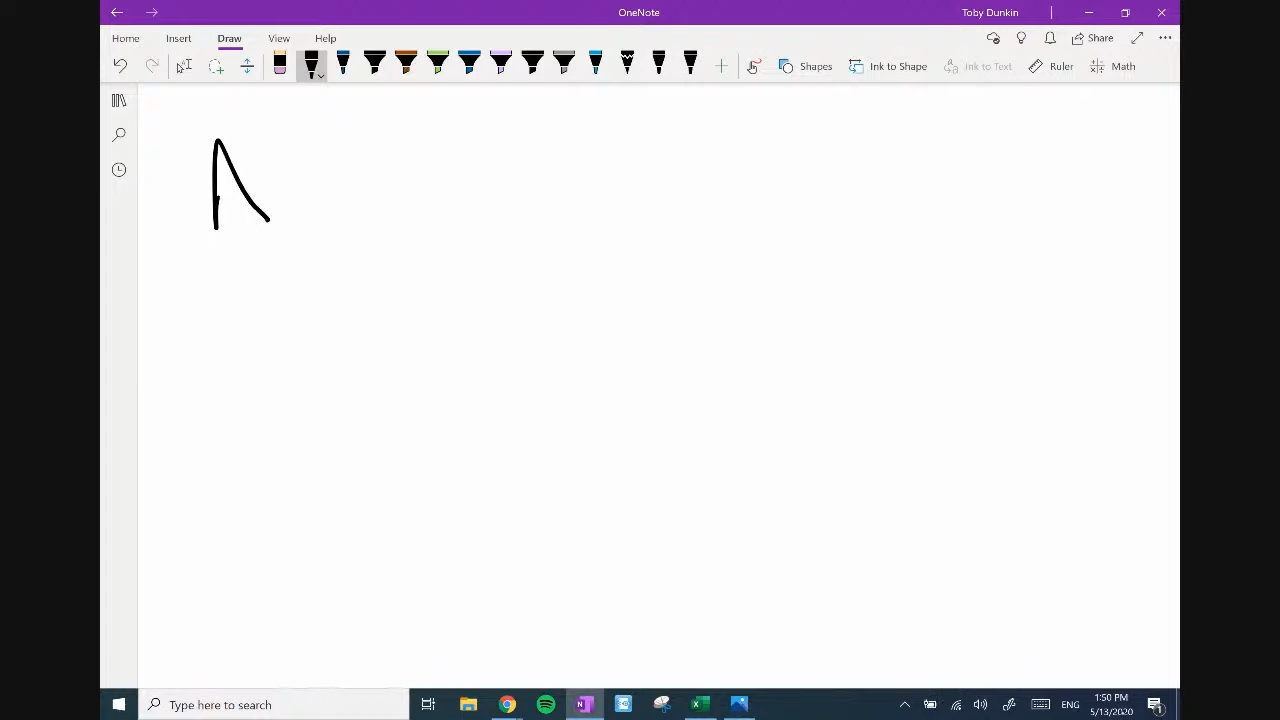 OneNote
Toby Dunkin
Home Insert Draw View Help
Share
Shapes Ink to Shape Ink to Text Ruler Math
Type here to search
ENG
1:50 PM
5/13/2020
1